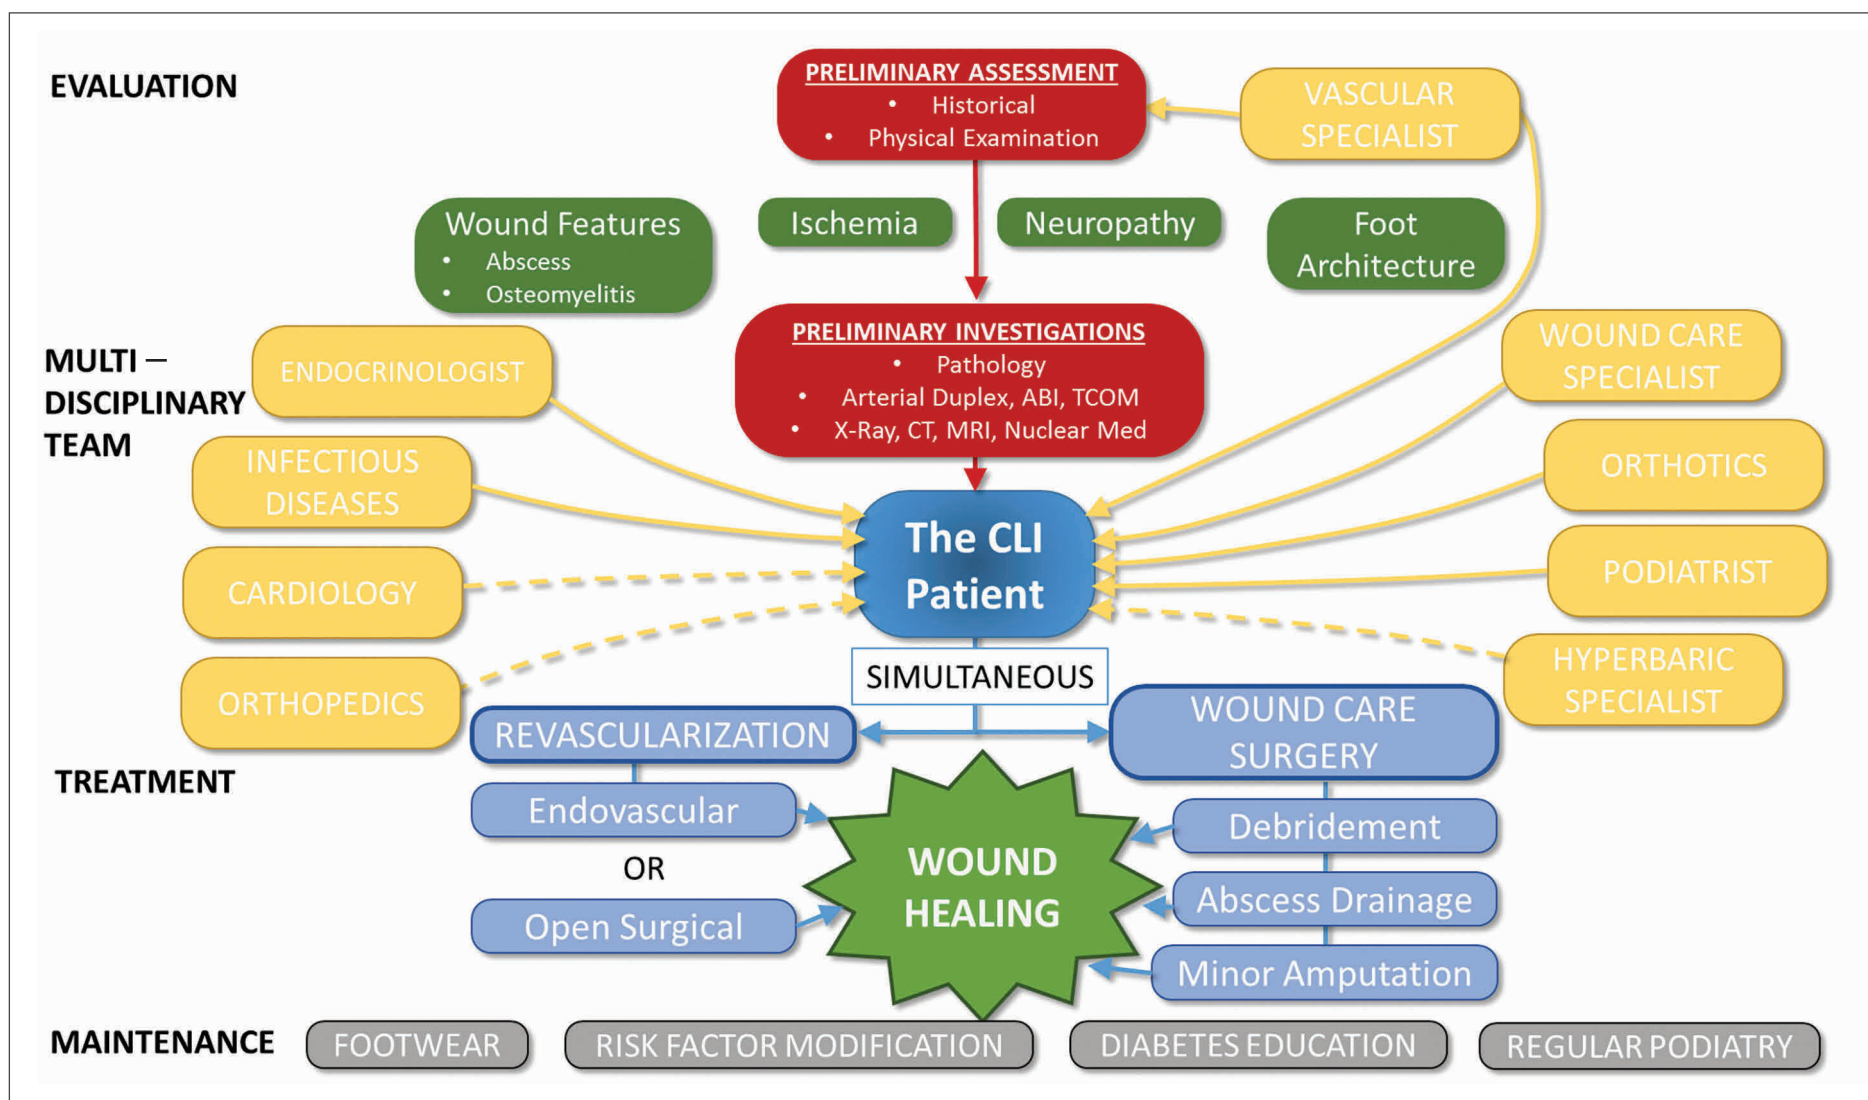 EVALUATION
PRELIMINARY ASSESSMENT
• Historical
• Physical Examination
VASCULAR
SPECIALIST
Wound Features
• Abscess
• Osteomyelitis
Ischemia
Neuropathy
Foot
Architecture
MULTI –
DISCIPLINARY
TEAM
ENDOCRINOLOGIST
PRELIMINARY INVESTIGATIONS
• Pathology
• Arterial Duplex, ABI, TCOM
• X-Ray, CT, MRI, Nuclear Med
WOUND CARE
SPECIALIST
INFECTIOUS
DISEASES
ORTHOTICS
The CLI
Patient
CARDIOLOGY
PODIATRIST
ORTHOPEDICS
HYPERBARIC
SPECIALIST
SIMULTANEOUS
TREATMENT
REVASCULARIZATION
WOUND CARE
SURGERY
Endovascular
OR
Open Surgical
WOUND
HEALING
Debridement
Abscess Drainage
Minor Amputation
MAINTENANCE
FOOTWEAR
RISK FACTOR MODIFICATION
DIABETES EDUCATION
REGULAR PODIATRY